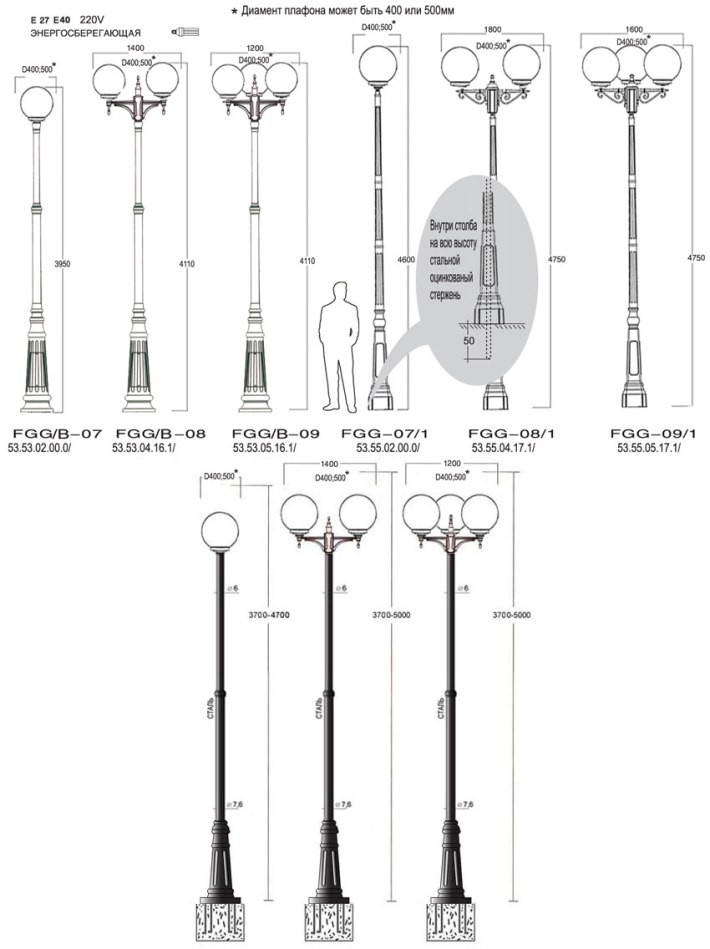 * Диамент плафона может быть 400 или 500мм
E 27 E40 220V
ЭНЕРГОСБЕРЕГАЮЩАЯ
1400
D400;500*
1200
D400;500*
D400;500*
1800
D400;500*
1600
D400;500*
D400;500*
3950
4110
4110
4600
4750
4750
Внутри столба
на всю высоту
стальной
оцинкованый
стержень
50
FGG/B-07
53.53.02.00.0/
FGG/B-08
53.53.04.16.1/
FGG/B-09
53.53.05.16.1/
FGG-07/1
53.55.02.00.0/
FGG-08/1
53.55.04.17.1/
FGG-09/1
53.55.05.17.1/
D400;500*
1400
D400;500*
1200
D400;500*
⌀6
⌀6
⌀6
3700-4700
3700-5000
3700-5000
СТАЛЬ
СТАЛЬ
СТАЛЬ
⌀7,6
⌀7,6
⌀7,6